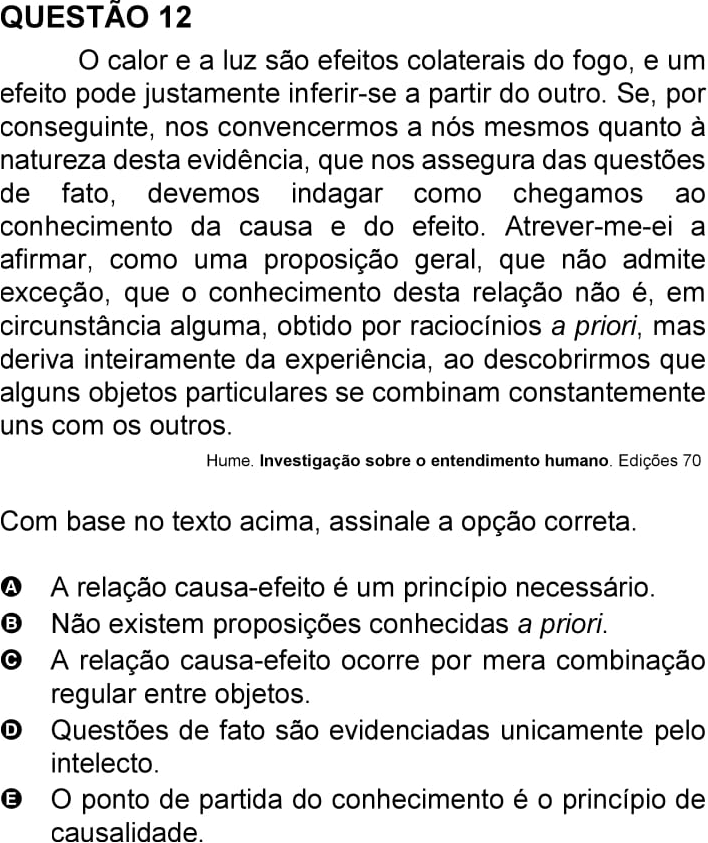 QUESTÃO 12
O calor e a luz são efeitos colaterais do fogo, e um
efeito pode justamente inferir-se a partir do outro. Se, por
conseguinte, nos convencermos a nós mesmos quanto à
natureza desta evidência, que nos assegura das questões
de fato, devemos indagar como chegamos ao
conhecimento da causa e do efeito. Atrever-me-ei a
afirmar, como uma proposição geral, que não admite
exceção, que o conhecimento desta relação não é, em
circunstância alguma, obtido por raciocínios a priori, mas
deriva inteiramente da experiência, ao descobrirmos que
alguns objetos particulares se combinam constantemente
uns com os outros.
Hume. Investigação sobre o entendimento humano. Edições 70
Com base no texto acima, assinale a opção correta.
A A relação causa-efeito é um princípio necessário.
B Não existem proposições conhecidas a priori.
C A relação causa-efeito ocorre por mera combinação
regular entre objetos.
D Questões de fato são evidenciadas unicamente pelo
intelecto.
E O ponto de partida do conhecimento é o princípio de
causalidade.